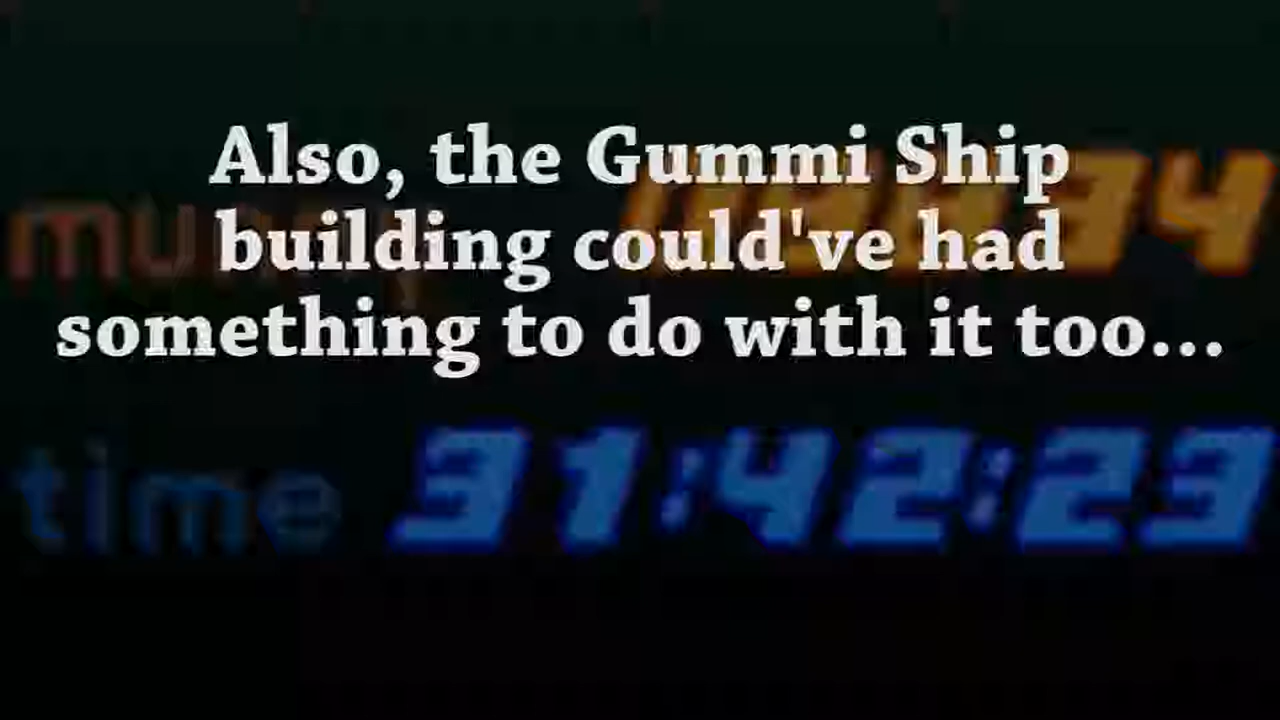 Also, the Gummi Ship
building could've had
something to do with it too...
time 31:42:23